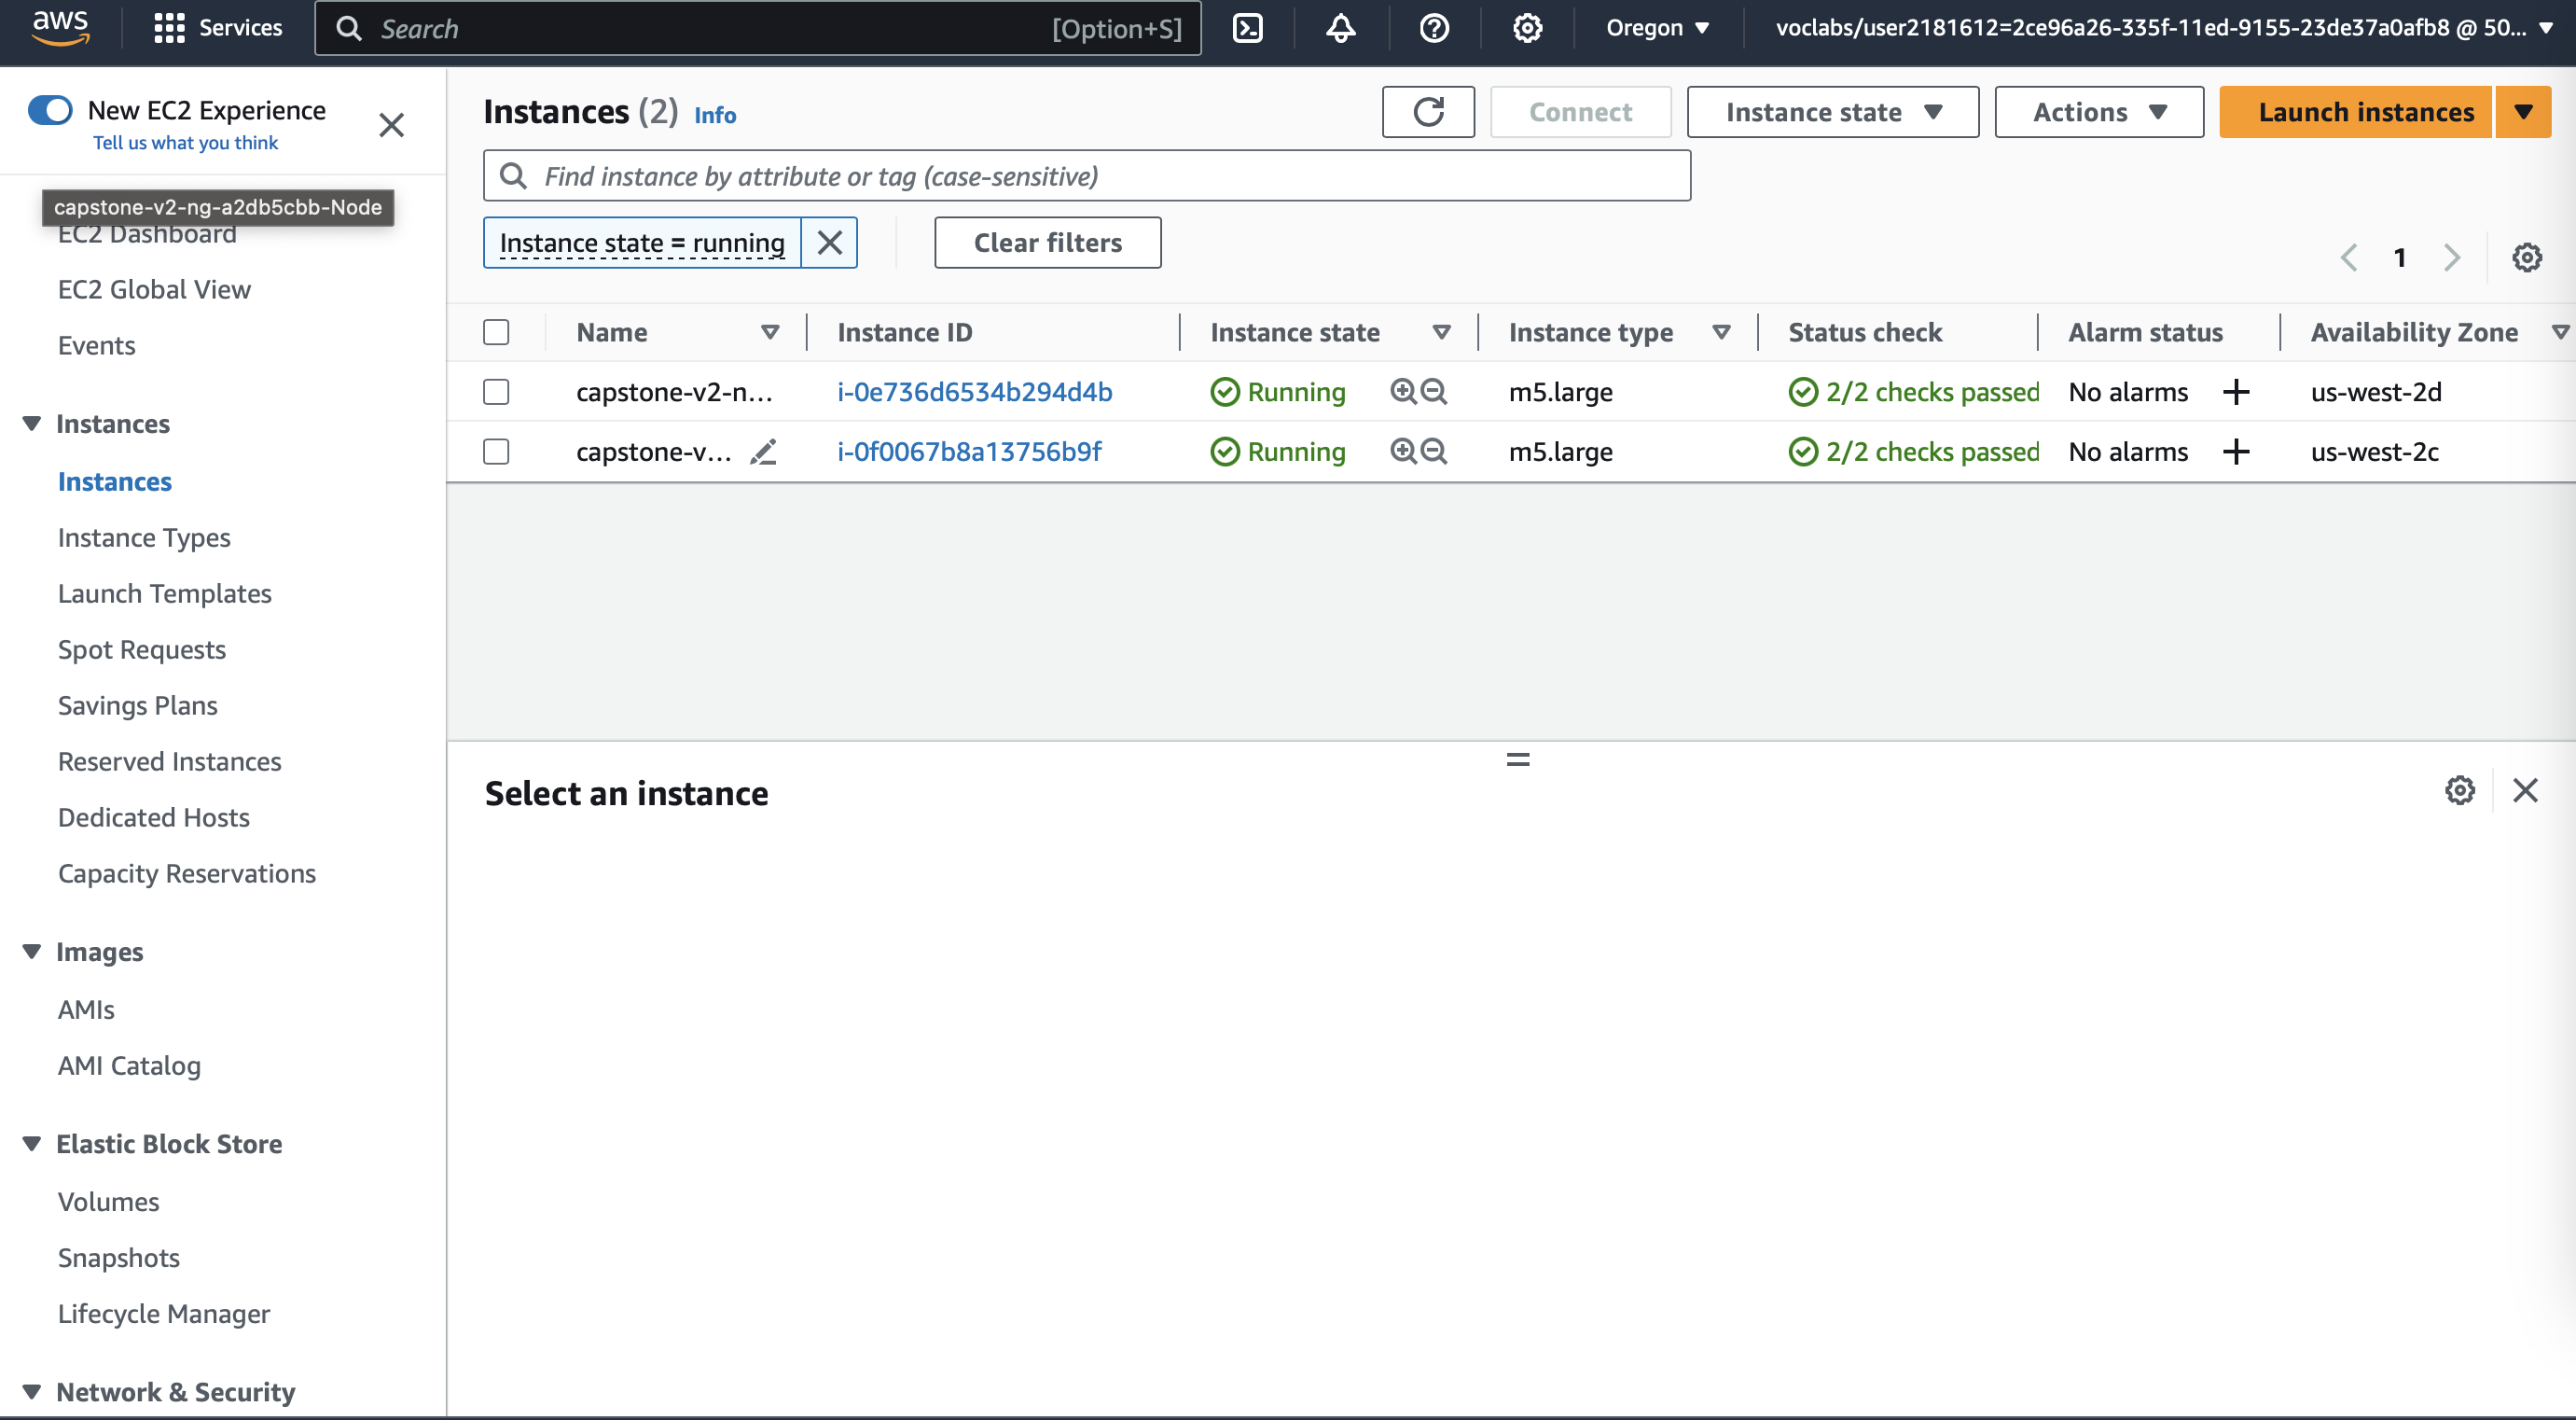 aws
Services
Search [Option+S]
Oregon
voclabs/user2181612=2ce96a26-335f-11ed-9155-23de37a0afb8 @ 50...
New EC2 Experience
Tell us what you think
capstone-v2-ng-a2db5cbb-Node
EC2 Dashboard
EC2 Global View
Events
Instances
Instances
Instance Types
Launch Templates
Spot Requests
Savings Plans
Reserved Instances
Dedicated Hosts
Capacity Reservations
Images
AMIs
AMI Catalog
Elastic Block Store
Volumes
Snapshots
Lifecycle Manager
Network & Security
Instances (2) Info
Connect
Instance state
Actions
Launch instances
Find instance by attribute or tag (case-sensitive)
Instance state = running
Clear filters
1
Name Instance ID Instance state Instance type Status check Alarm status Availability Zone
capstone-v2-n... i-0e736d6534b294d4b Running m5.large 2/2 checks passed No alarms us-west-2d
capstone-v... i-0f0067b8a13756b9f Running m5.large 2/2 checks passed No alarms us-west-2c
Select an instance